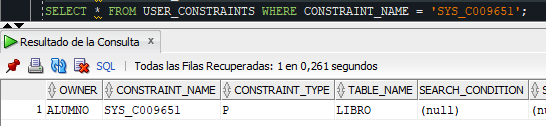 SELECT * FROM USER_CONSTRAINTS WHERE CONSTRAINT_NAME = 'SYS_C009651';
Resultado de la Consulta x
SQL | Todas las Filas Recuperadas: 1 en 0,261 segundos
OWNER CONSTRAINT_NAME CONSTRAINT_TYPE TABLE_NAME SEARCH_CONDITION
1 ALUMNO SYS_C009651 P LIBRO (null)